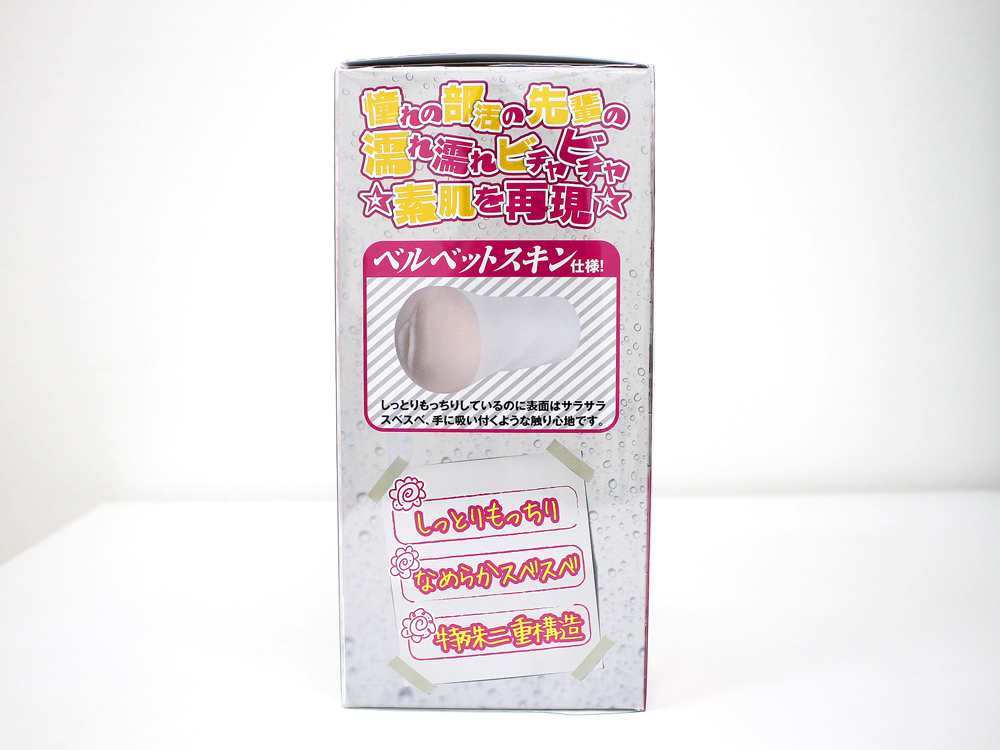 憧れの部活の先輩の
濡れ濡れビチャビチャ
☆素肌を再現☆
ベルベットスキン仕様!
しっとりもっちりしているのに表面はサラサラ
スベスベ、手に吸い付くような触り心地です。
しっとりもっちり
なめらかスベスベ
特殊二重構造